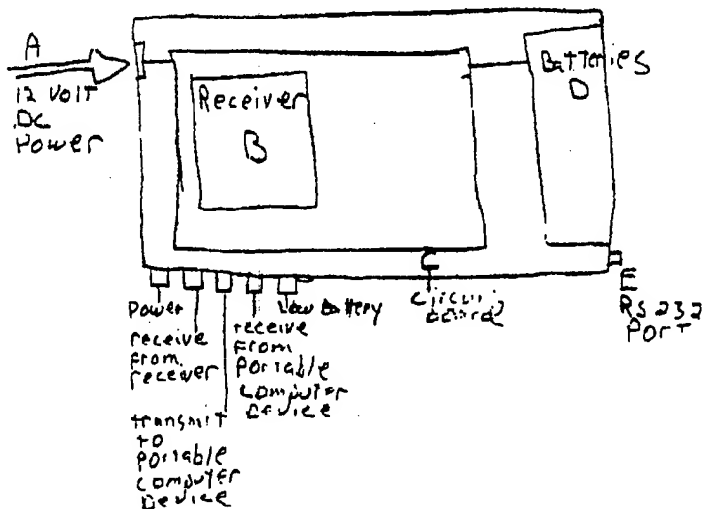 A
12 VOLT
DC
Power
Receiver
B
Batteries
D
C
circuit
board
E
RS 232
PORT
Power
receive
from
receiver
transmit
to
Portable
computer
Device
receive
from
Portable
computer
Device
Low Battery